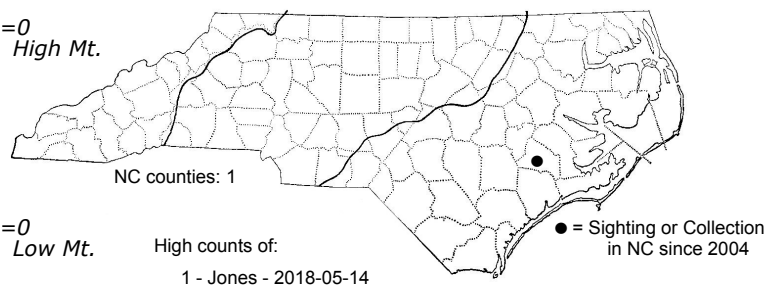 =0
High Mt.
NC counties: 1
=0
Low Mt.
High counts of:
1 - Jones - 2018-05-14
● = Sighting or Collection
in NC since 2004